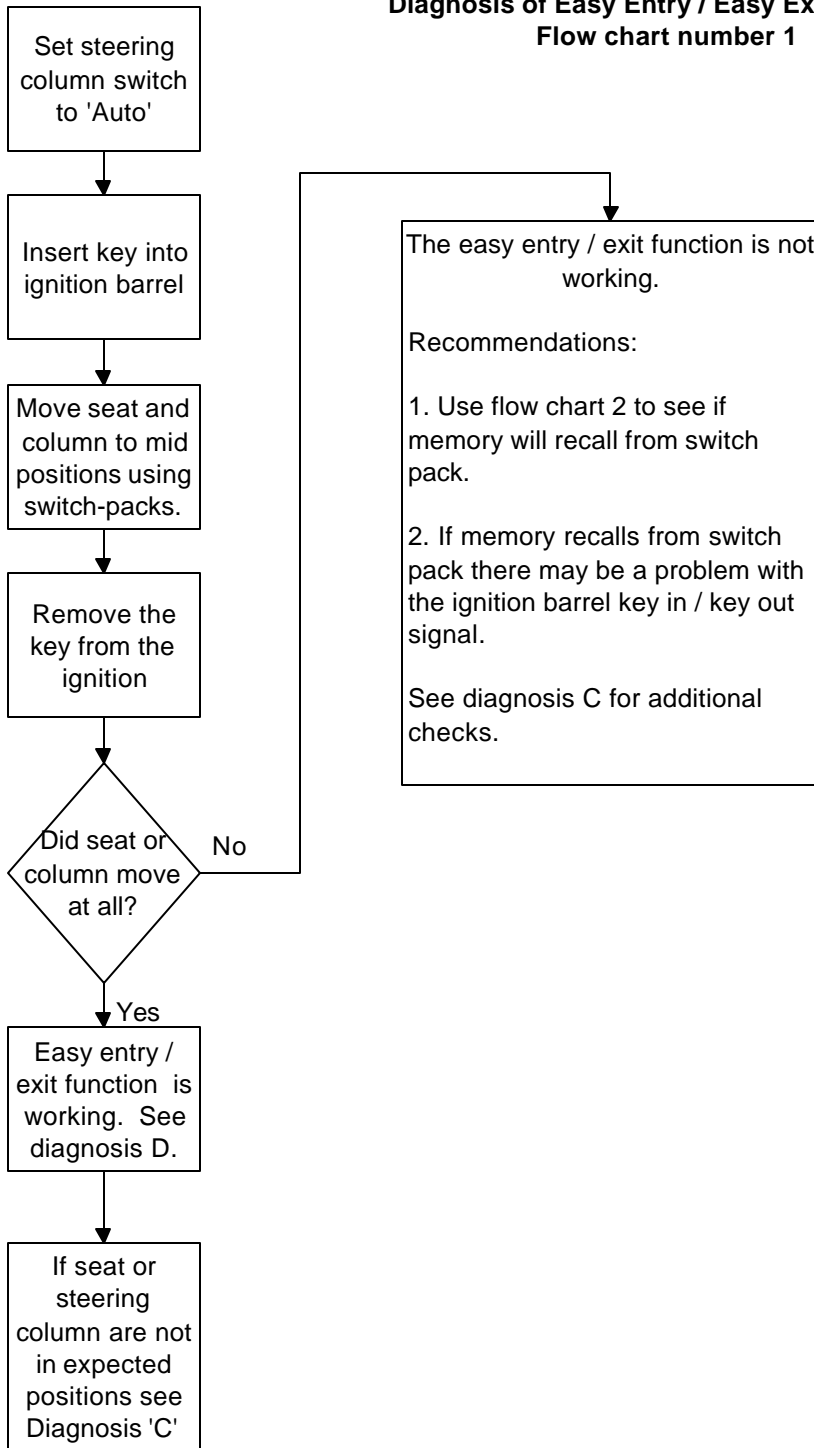 Diagnosis of Easy Entry / Easy Ex
Flow chart number 1
Set steering
column switch
to 'Auto'
Insert key into
ignition barrel
Move seat and
column to mid
positions using
switch-packs.
Remove the
key from the
ignition
Did seat or
column move
at all?
No
Yes
Easy entry /
exit function is
working. See
diagnosis D.
If seat or
steering
column are not
in expected
positions see
Diagnosis 'C'
The easy entry / exit function is not
working.
Recommendations:
1. Use flow chart 2 to see if
memory will recall from switch
pack.
2. If memory recalls from switch
pack there may be a problem with
the ignition barrel key in / key out
signal.
See diagnosis C for additional
checks.